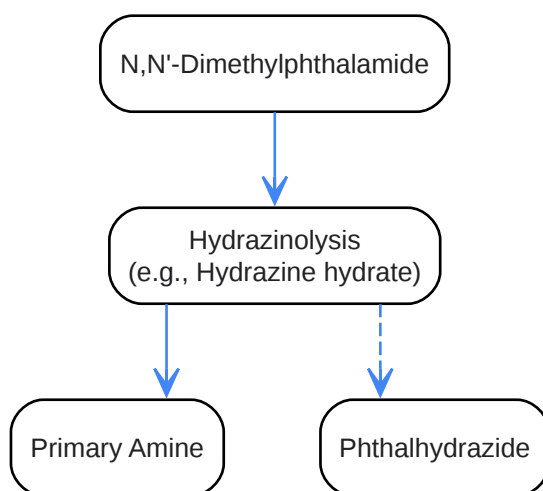 N,N'-Dimethylphthalamide
Hydrazinolysis
(e.g., Hydrazine hydrate)
Primary Amine
Phthalhydrazide